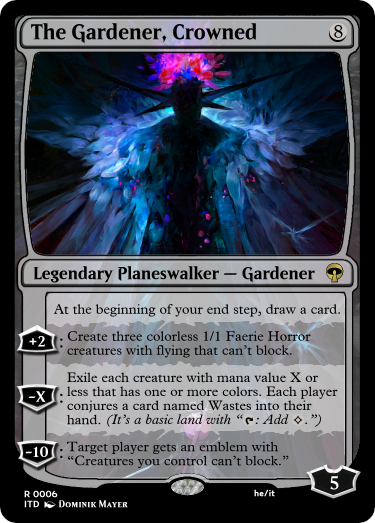 The Gardener, Crowned 8
Legendary Planeswalker — Gardener
At the beginning of your end step, draw a card.
+2 : Create three colorless 1/1 Faerie Horror
creatures with flying that can't block.
Exile each creature with mana value X or
less that has one or more colors. Each player
-X : conjures a card named Wastes into their
hand. (It's a basic land with “: Add .”)
-10 : Target player gets an emblem with
“Creatures you control can't block.”
5
R 0006 he/it
ITD DOMINIK MAYER